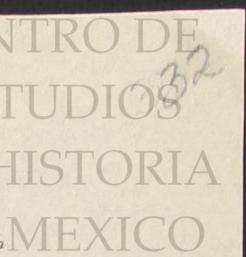 NTRO DE
32
TUDIOS
HISTORIA
MEXICO